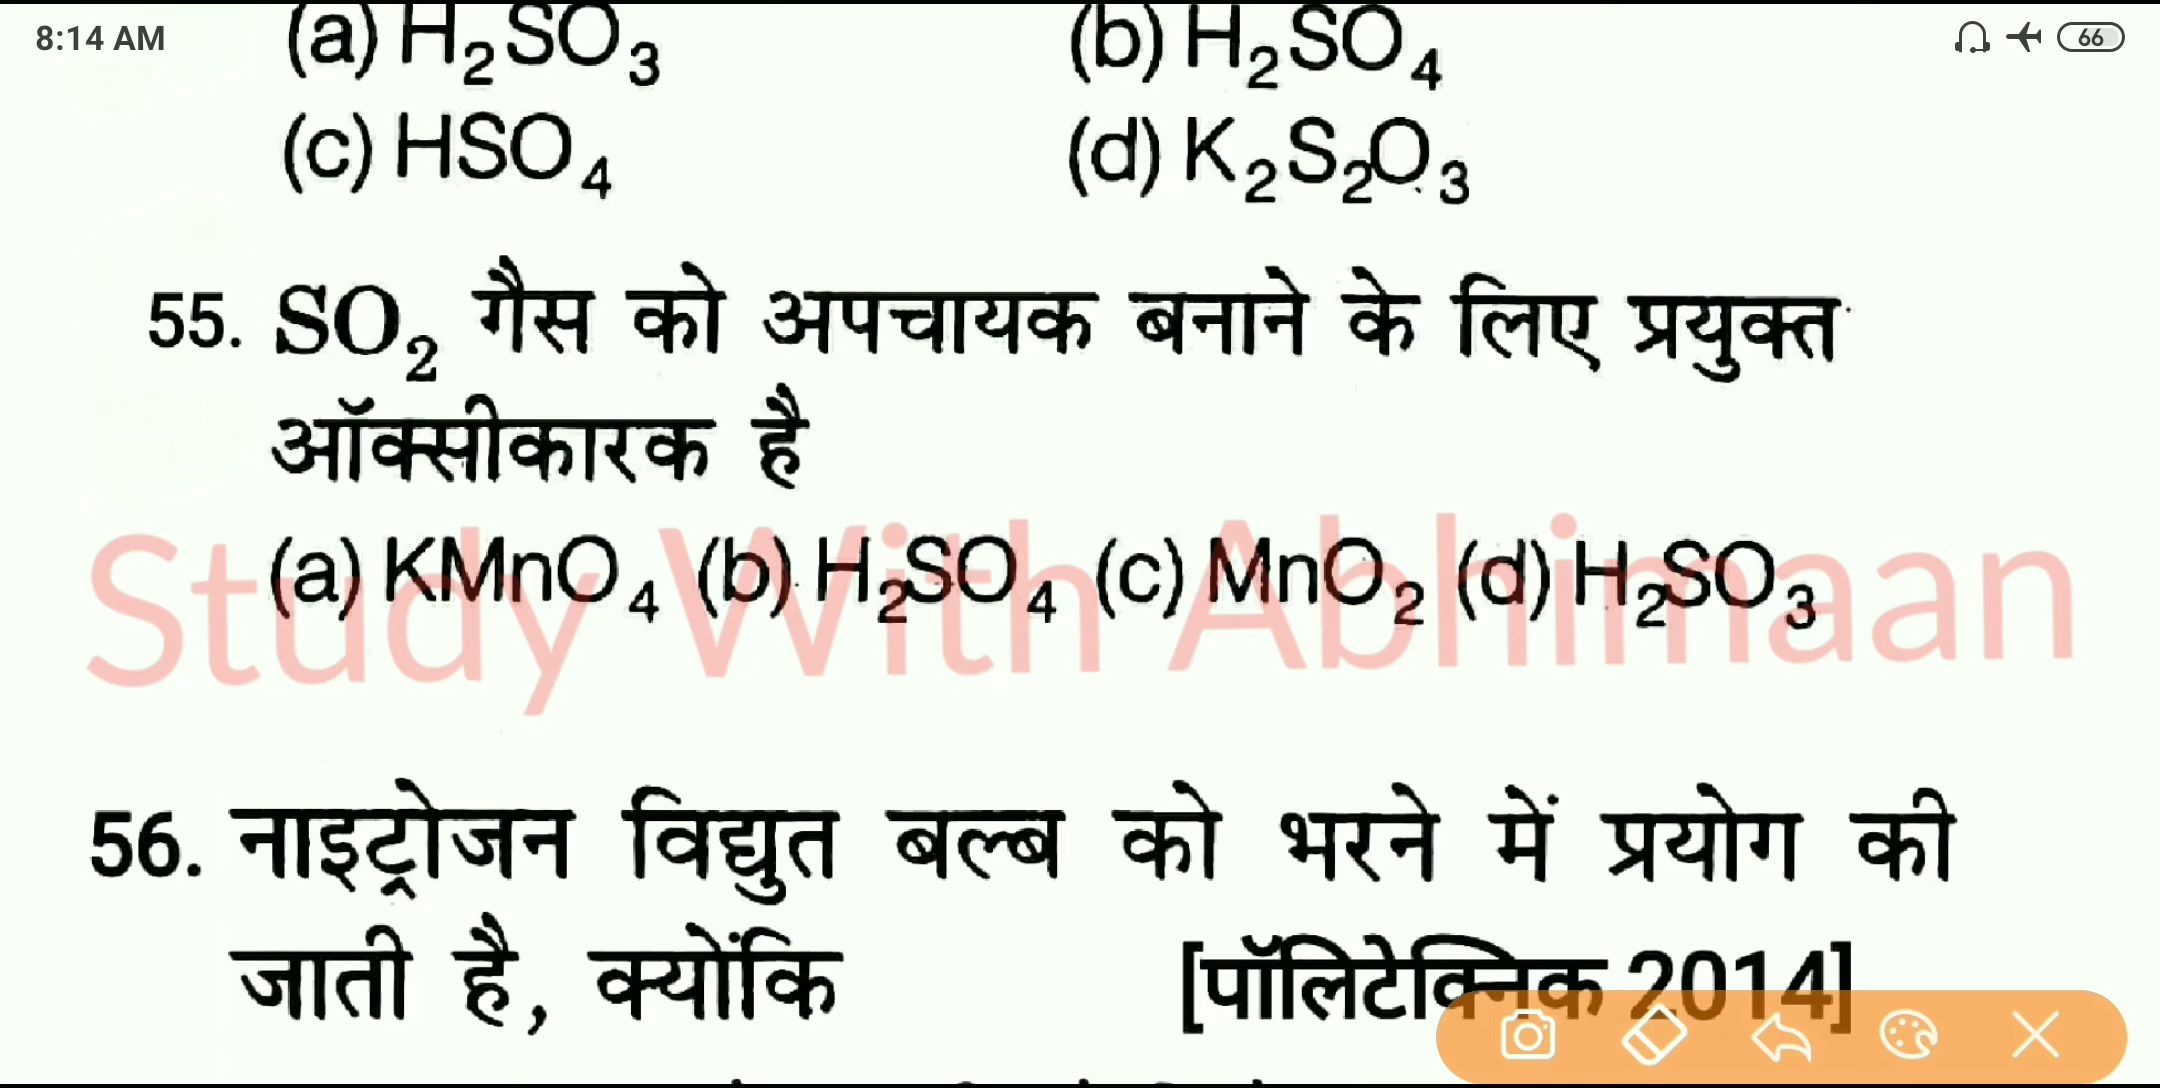 8:14 AM
66
(a) H₂SO₃ (b) H₂SO₄
(c) HSO₄ (d) K₂S₂O₃
55. SO₂ गैस को अपचायक बनाने के लिए प्रयुक्त
ऑक्सीकारक है
(a) KMnO₄ (b) H₂SO₄ (c) MnO₂ (d) H₂SO₃
Study With Abhimaan
56. नाइट्रोजन विद्युत बल्ब को भरने में प्रयोग की
जाती है, क्योंकि [पॉलिटेक्निक 2014]